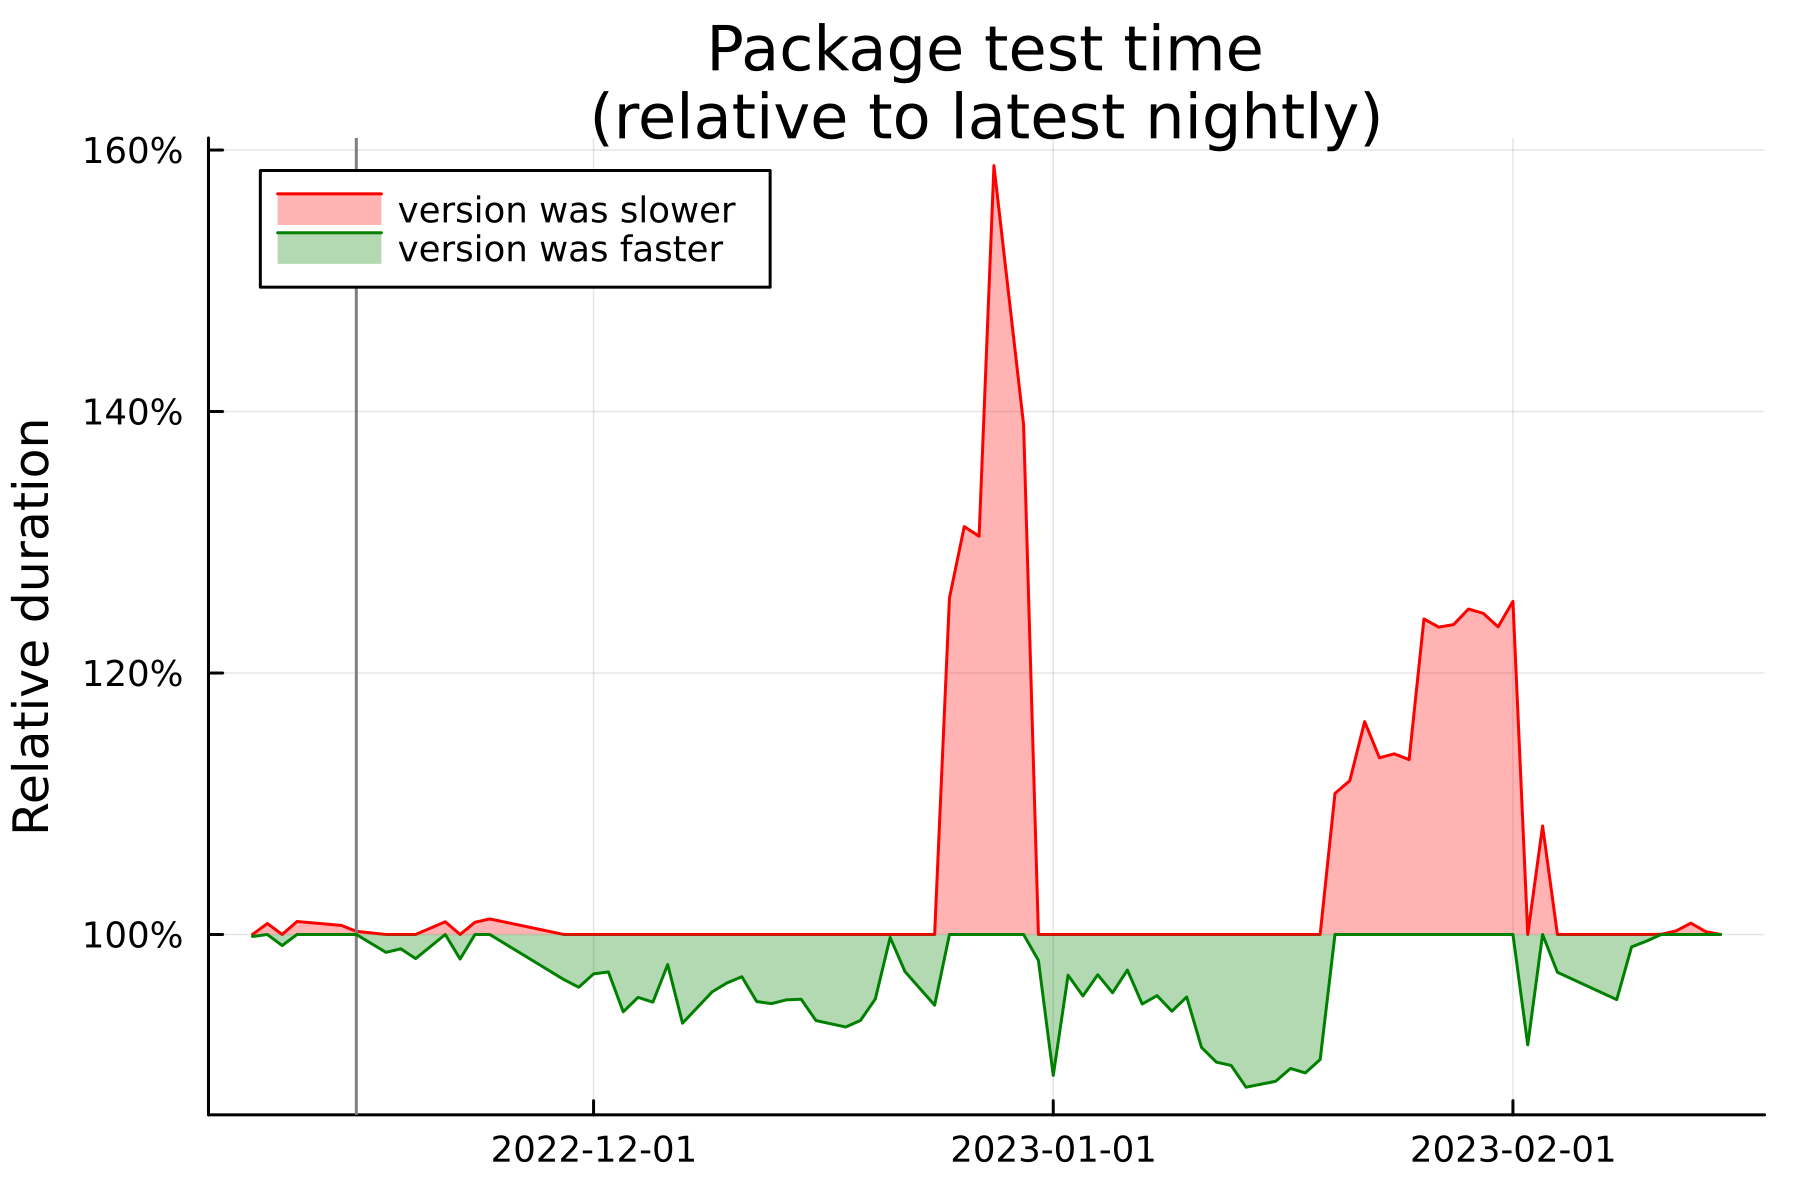 Package test time
(relative to latest nightly)
160%
version was slower
version was faster
140%
120%
100%
Relative duration
2022-12-01
2023-01-01
2023-02-01